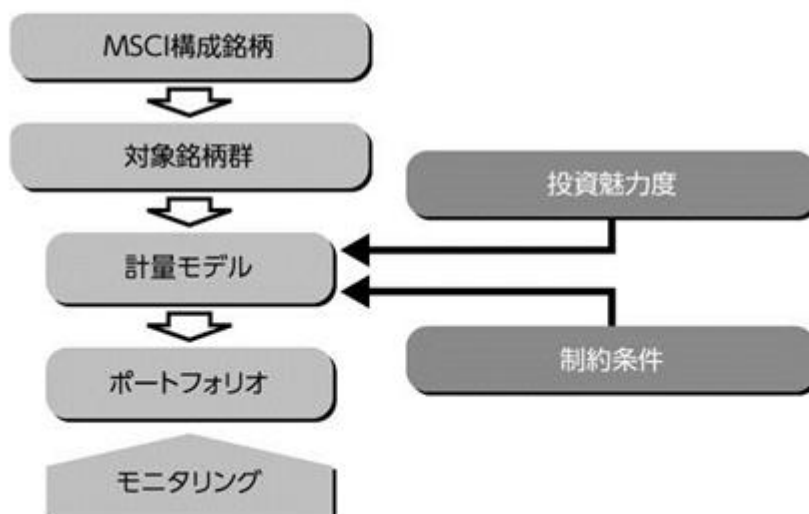 MSCI構成銘柄
対象銘柄群
投資魅力度
計量モデル
制約条件
ポートフォリオ
モニタリング